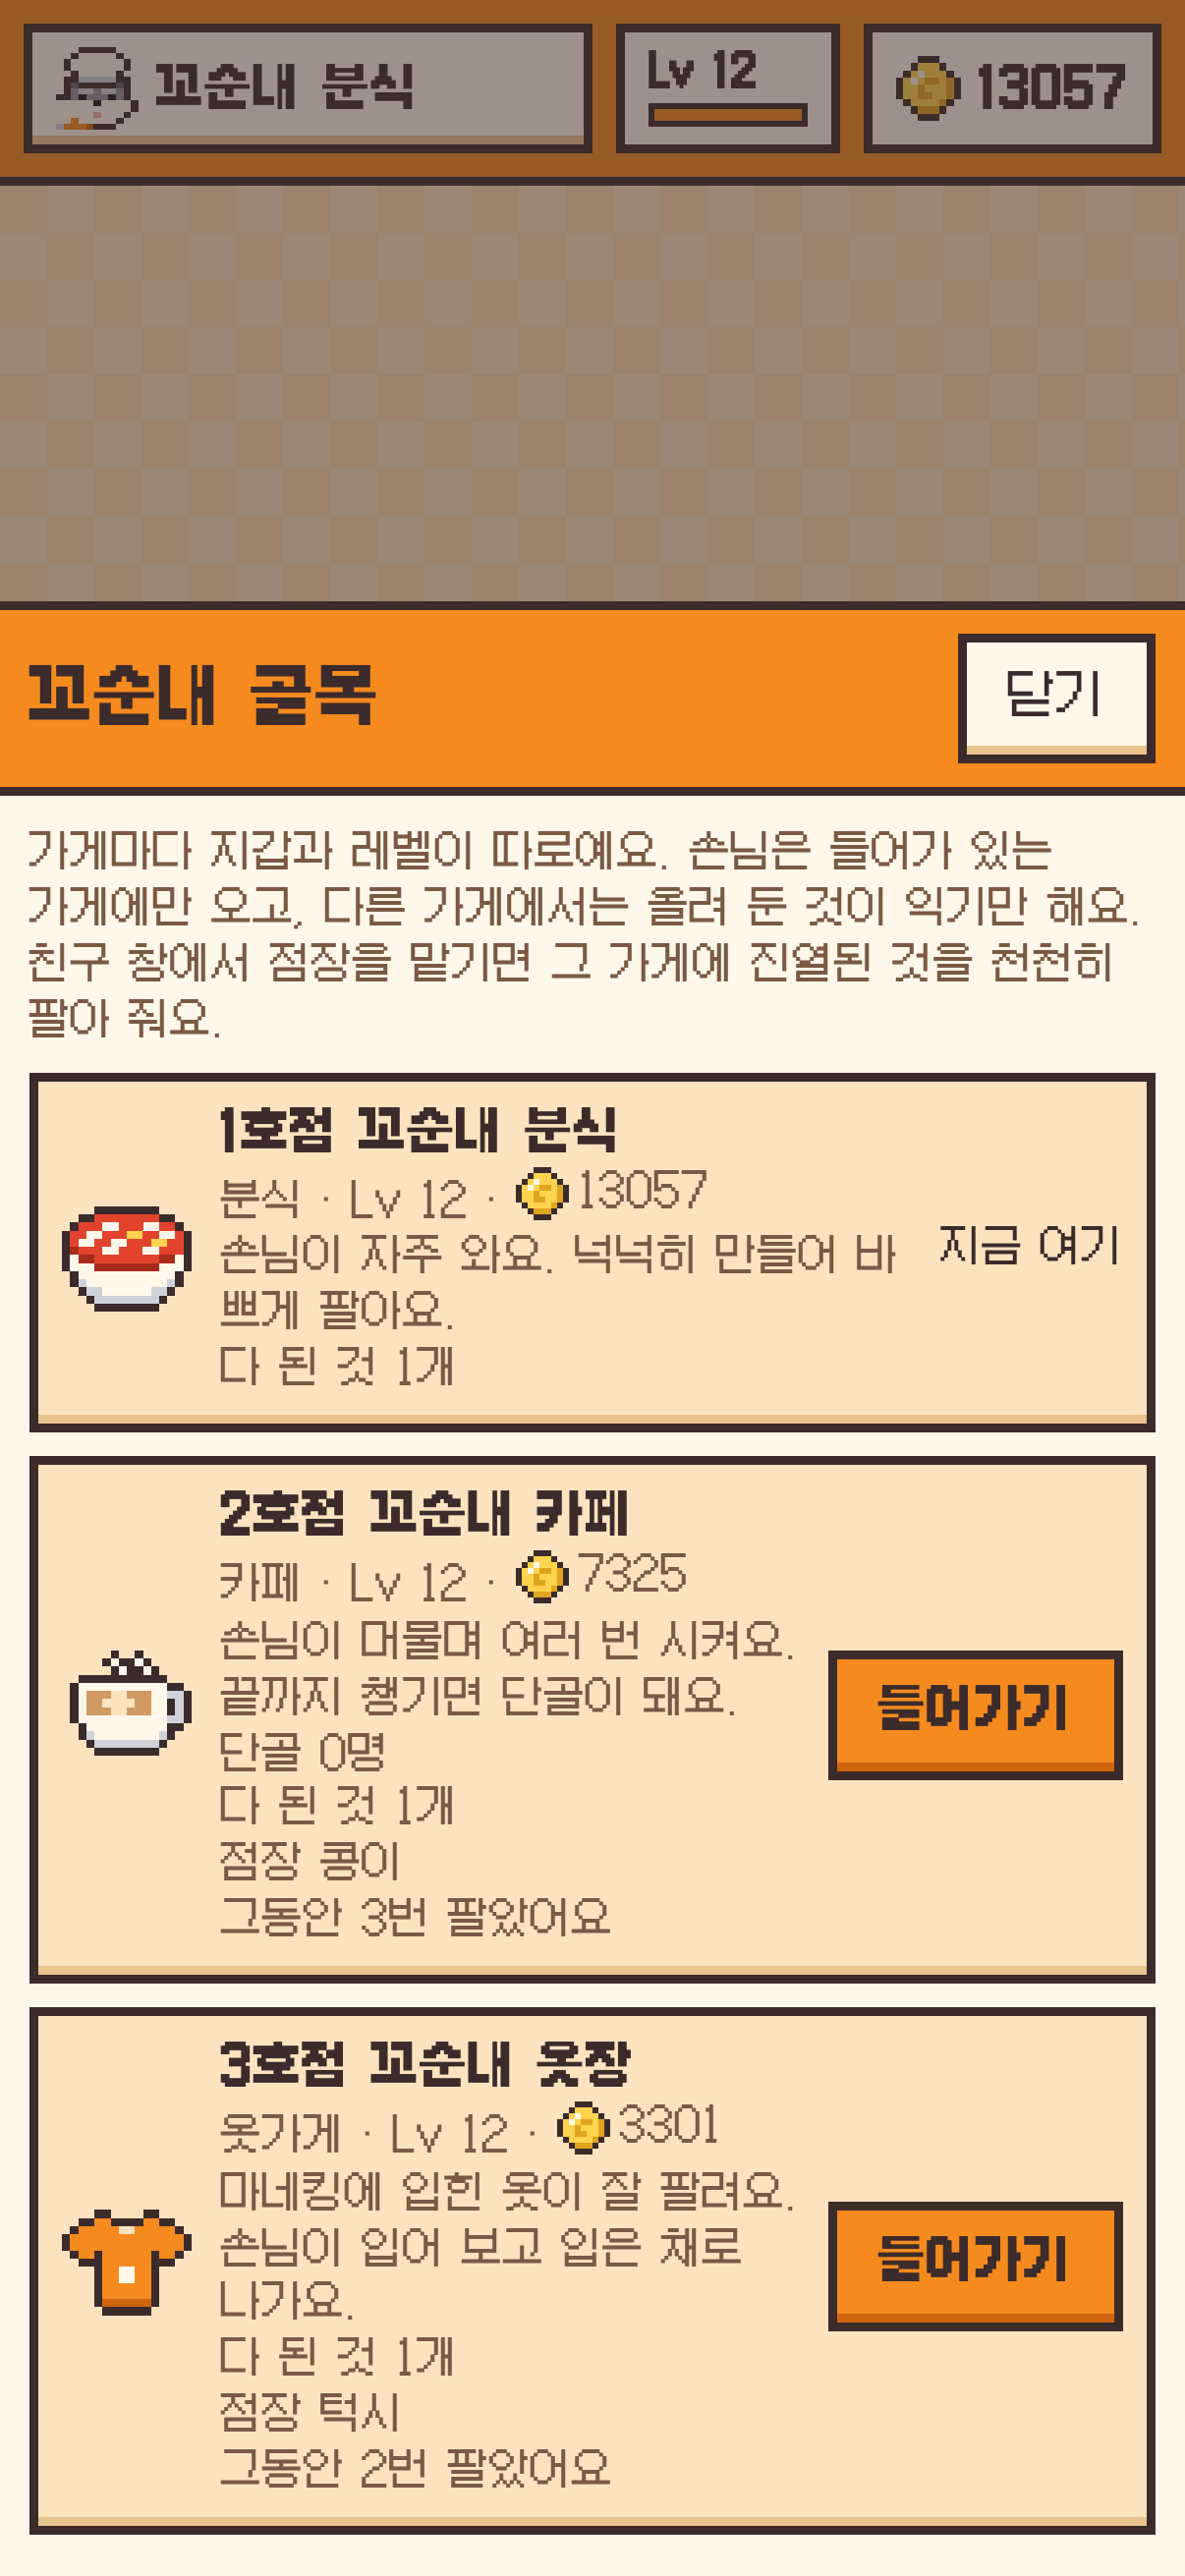 꼬순내 분식
Lv 12
13057
꼬순내 골목
닫기
가게마다 지갑과 레벨이 따로예요. 손님은 들어가 있는
가게에만 오고, 다른 가게에서는 올려 둔 것이 익기만 해요.
친구 창에서 점장을 맡기면 그 가게에 진열된 것을 천천히
팔아 줘요.
1호점 꼬순내 분식
분식 · Lv 12 · 13057
손님이 자주 와요. 넉넉히 만들어 바
쁘게 팔아요.
다 된 것 1개
지금 여기
2호점 꼬순내 카페
카페 · Lv 12 · 7325
손님이 머물며 여러 번 시켜요.
끝까지 챙기면 단골이 돼요.
단골 0명
다 된 것 1개
점장 콩이
그동안 3번 팔았어요
들어가기
3호점 꼬순내 옷장
옷가게 · Lv 12 · 3301
마네킹에 입힌 옷이 잘 팔려요.
손님이 입어 보고 입은 채로
나가요.
다 된 것 1개
점장 턱시
그동안 2번 팔았어요
들어가기